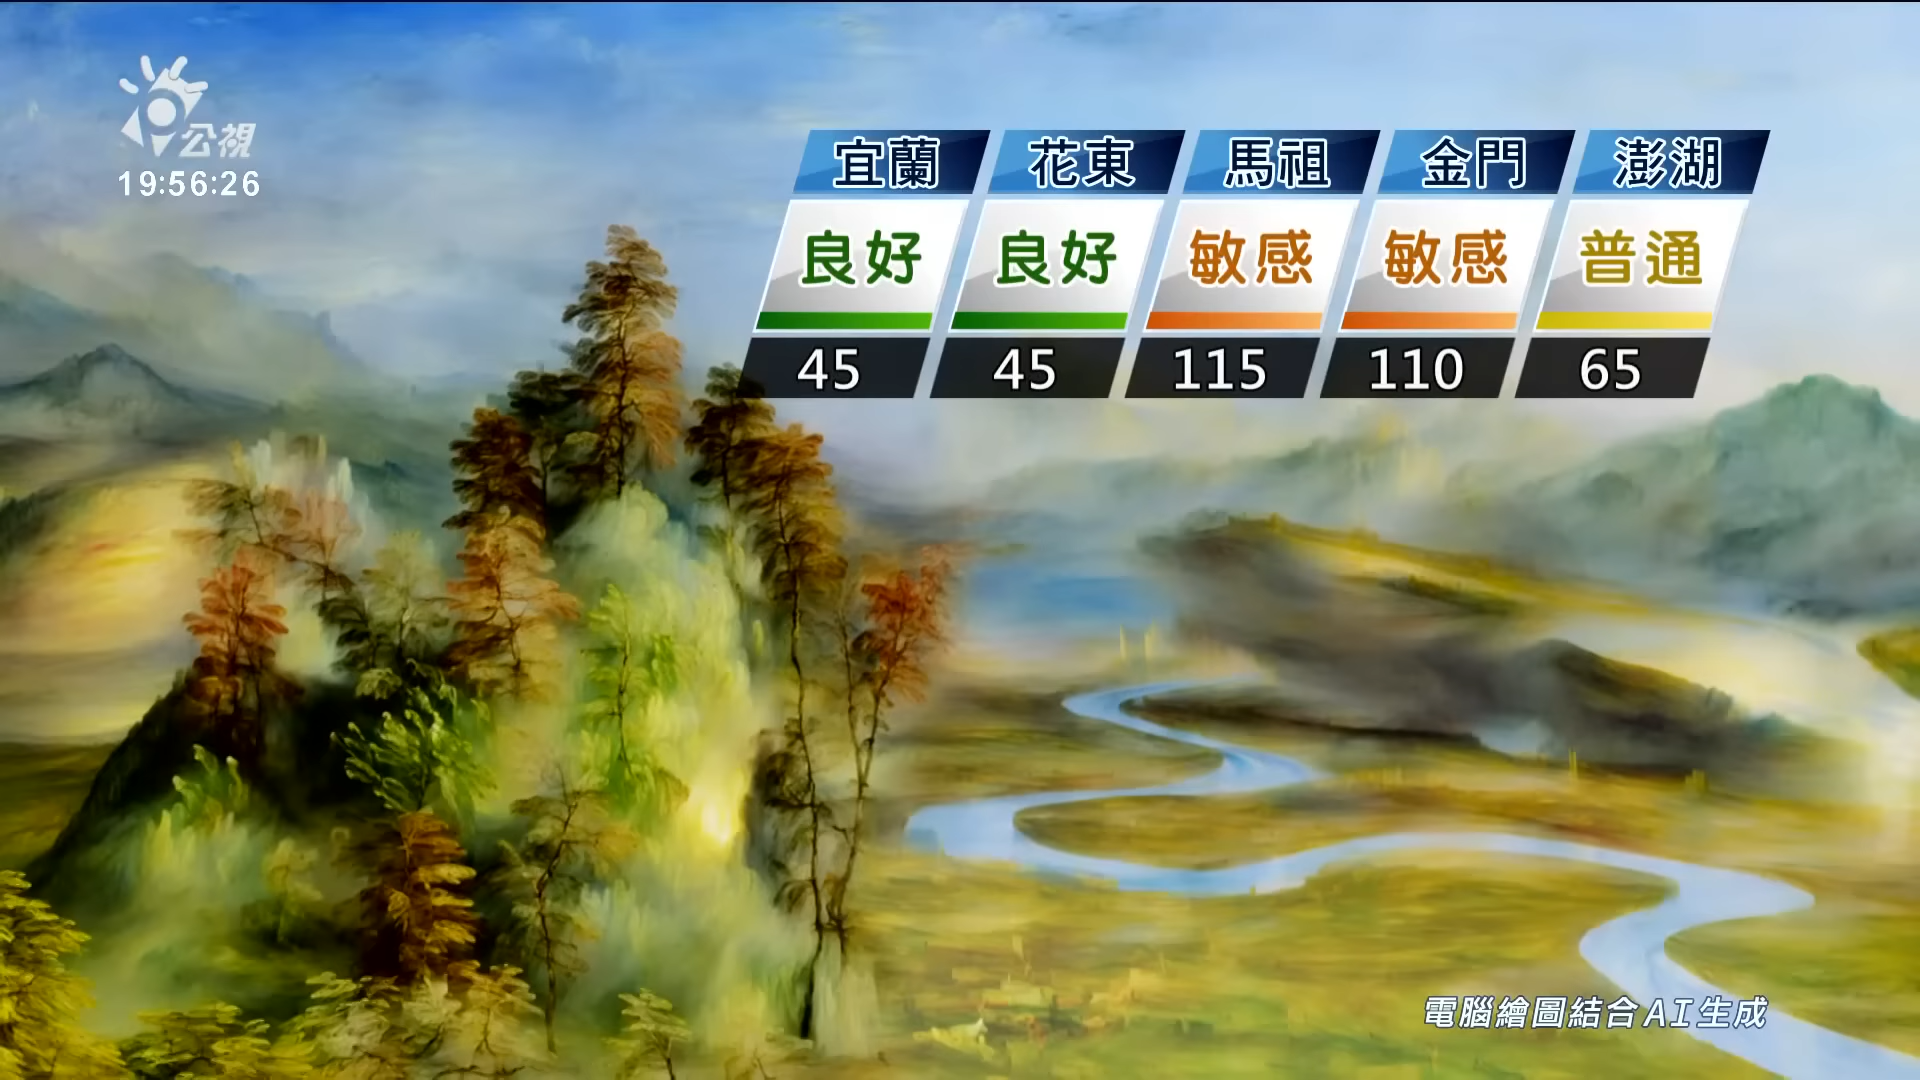 公視
19:56:26
宜蘭 花東 馬祖 金門 澎湖
良好 良好 敏感 敏感 普通
45 45 115 110 65
電腦繪圖結合AI生成